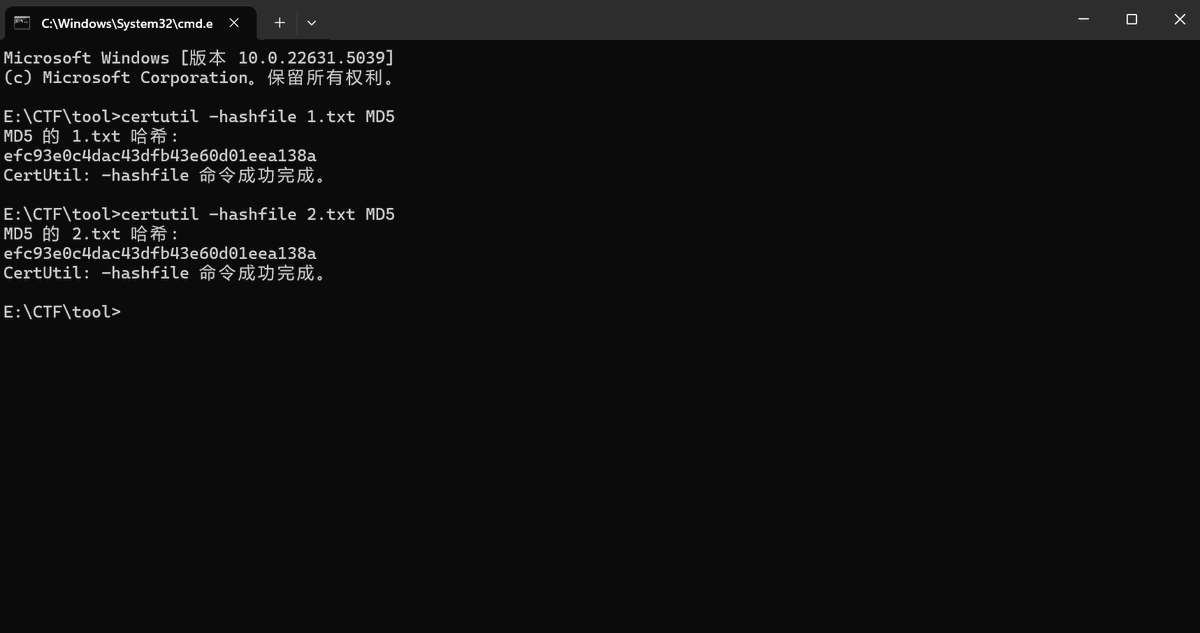 C:\Windows\System32\cmd.e
Microsoft Windows [版本 10.0.22631.5039]
(c) Microsoft Corporation。保留所有权利。
E:\CTF\tool>certutil -hashfile 1.txt MD5
MD5 的 1.txt 哈希:
efc93e0c4dac43dfb43e60d01eea138a
CertUtil: -hashfile 命令成功完成。
E:\CTF\tool>certutil -hashfile 2.txt MD5
MD5 的 2.txt 哈希:
efc93e0c4dac43dfb43e60d01eea138a
CertUtil: -hashfile 命令成功完成。
E:\CTF\tool>